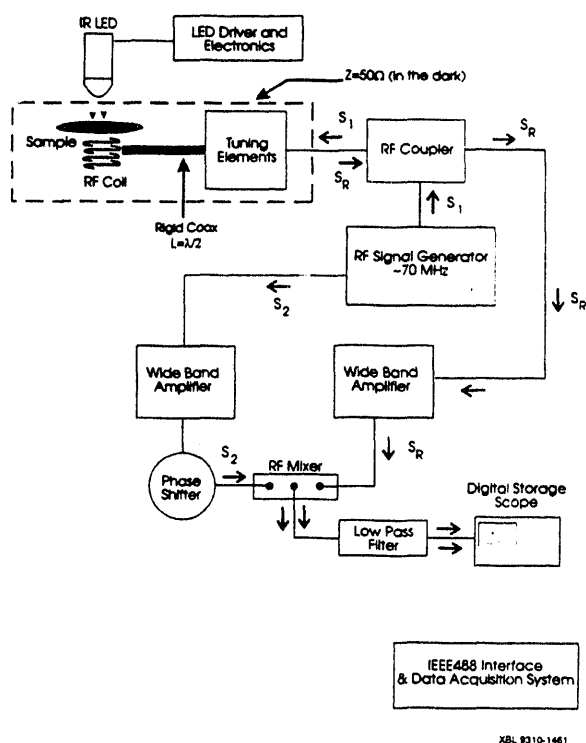 IR LED
LED Driver and
Electronics
Z=50Ω (in the dark)
Sample
RF Coil
Tuning
Elements
S1
SR
RF Coupler
SR
Rigid Coax
L=λ/2
S1
RF Signal Generator
~70 MHz
S2
SR
Wide Band
Amplifier
Wide Band
Amplifier
SR
S2
RF Mixer
Phase
Shifter
Digital Storage
Scope
Low Pass
Filter
IEEE488 Interface
& Data Acquisition System
XBL 9310-1461